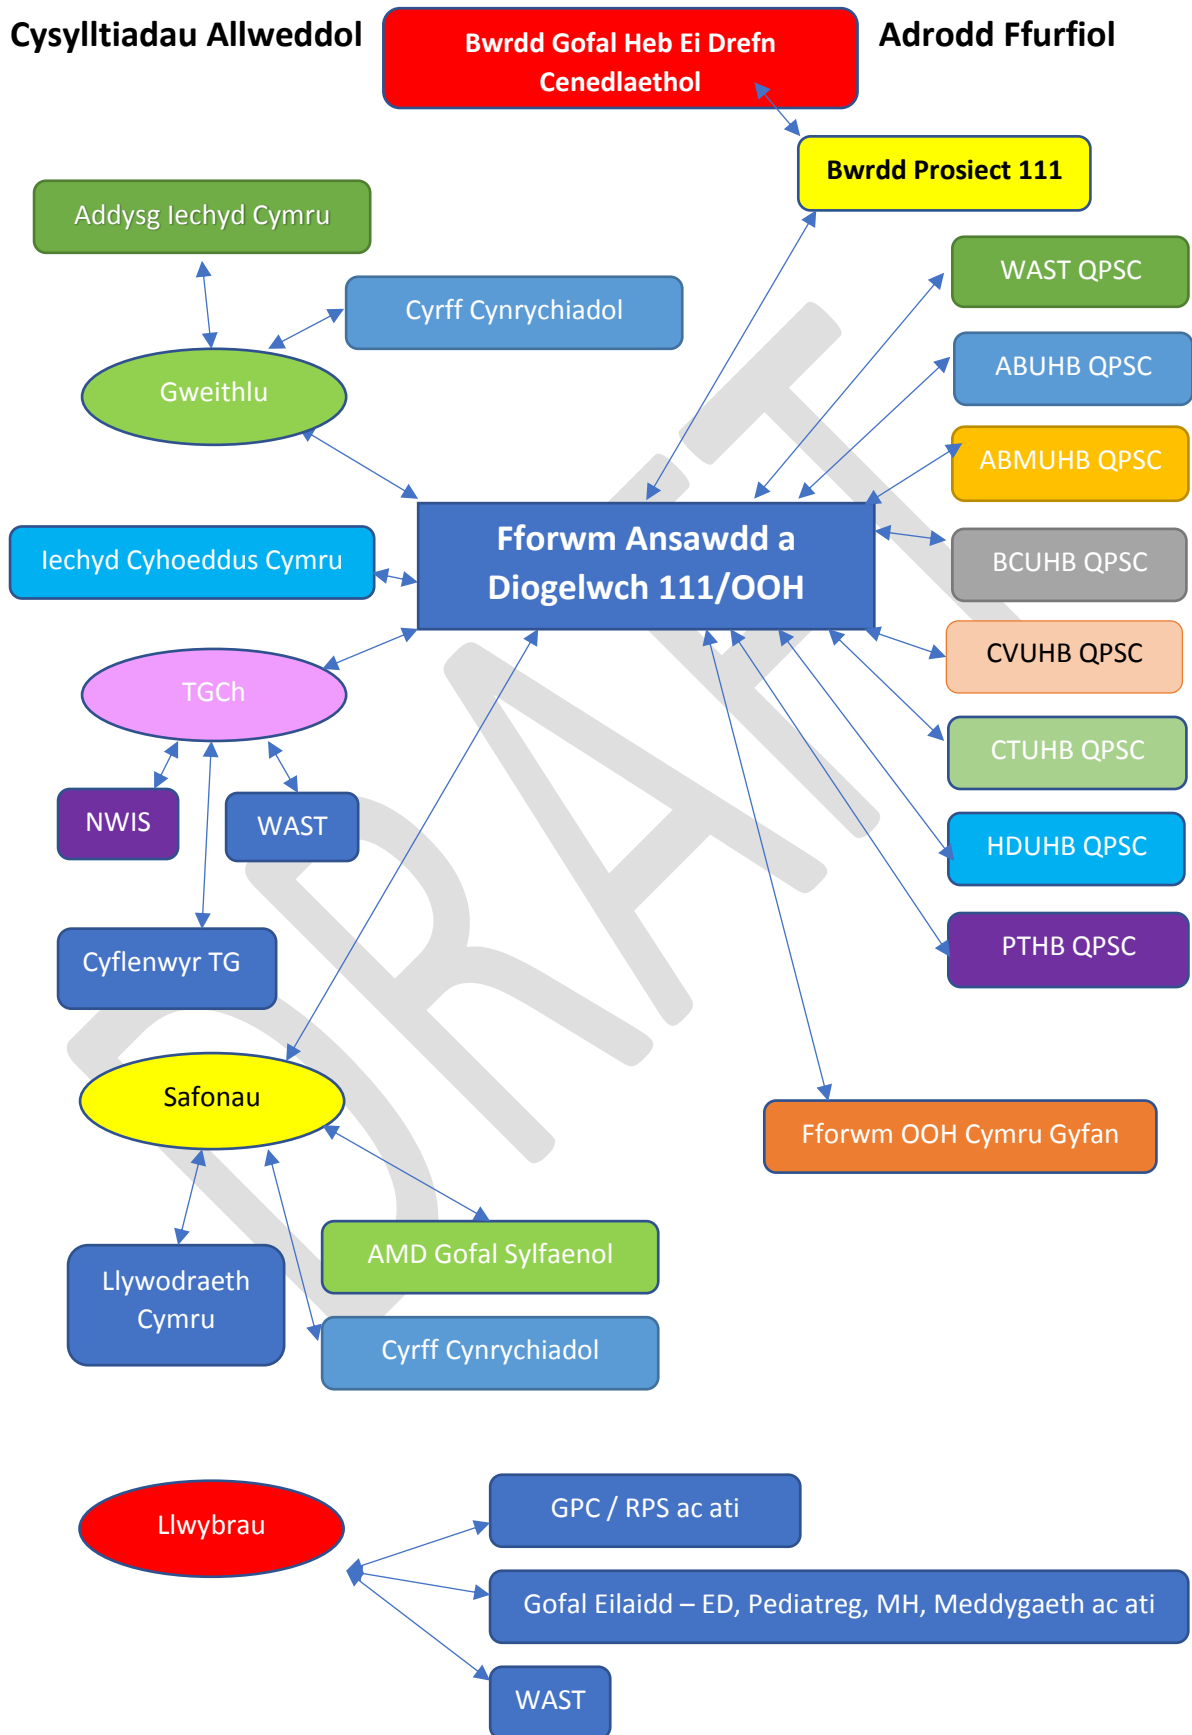 Cysylltiadau Allweddol
Bwrdd Gofal Heb Ei Drefn
Cenedlaethol
Adrodd Ffurfiol
Bwrdd Prosiect 111
Addysg Iechyd Cymru
Cyrff Cynrychiadol
Gweithlu
WAST QPSC
ABUHB QPSC
ABMUHB QPSC
Iechyd Cyhoeddus Cymru
Fforwm Ansawdd a
Diogelwch 111/OOH
BCUHB QPSC
CVUHB QPSC
TGCh
CTUHB QPSC
NWIS
WAST
HDUHB QPSC
Cyflenwyr TG
PTHB QPSC
Safonau
Fforwm OOH Cymru Gyfan
AMD Gofal Sylfaenol
Llywodraeth
Cymru
Cyrff Cynrychiadol
Llwybrau
GPC / RPS ac ati
Gofal Eilaidd – ED, Pediatreg, MH, Meddygaeth ac ati
WAST
DRAFT